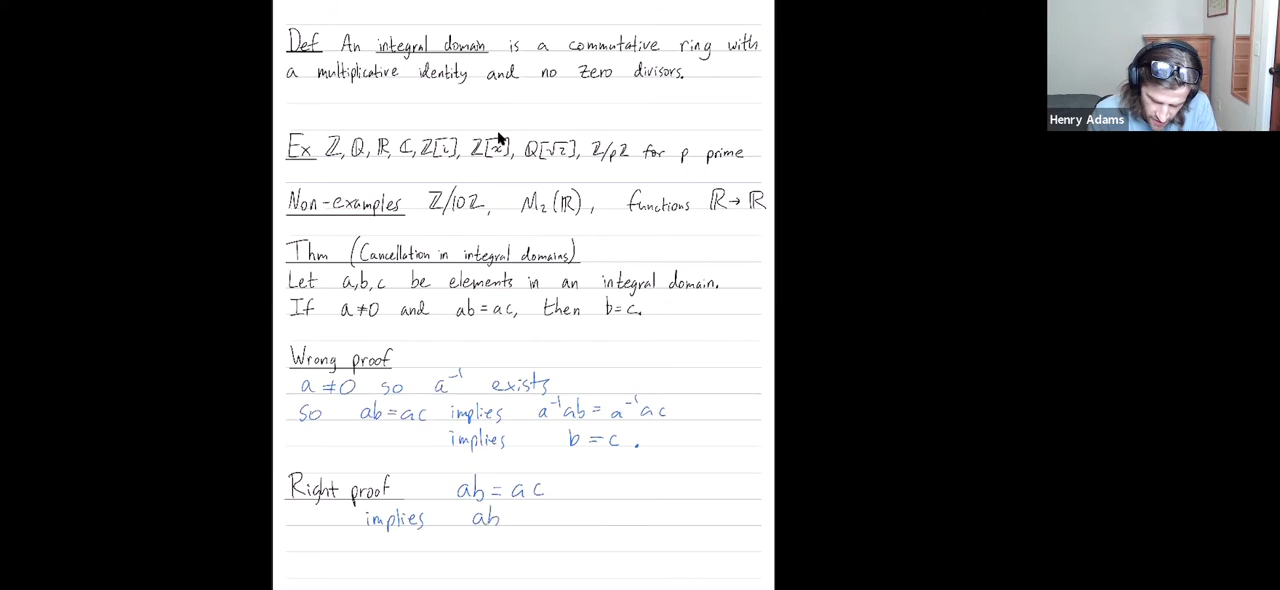 Def An integral domain is a commutative ring with
a multiplicative identity and no zero divisors.
Ex ℤ, ℚ, ℝ, ℂ, ℤ[i], ℤ[x], ℚ[√2], ℤ/pℤ for p prime
Non-examples ℤ/10ℤ, M₂(ℝ), functions ℝ→ℝ
Thm (Cancellation in integral domains)
Let a,b,c be elements in an integral domain.
If a≠0 and ab=ac, then b=c.
Wrong proof
a≠0 so a⁻¹ exists
so ab=ac implies a⁻¹ab=a⁻¹ac
implies b=c.
Right proof ab=ac
implies ab
Henry Adams